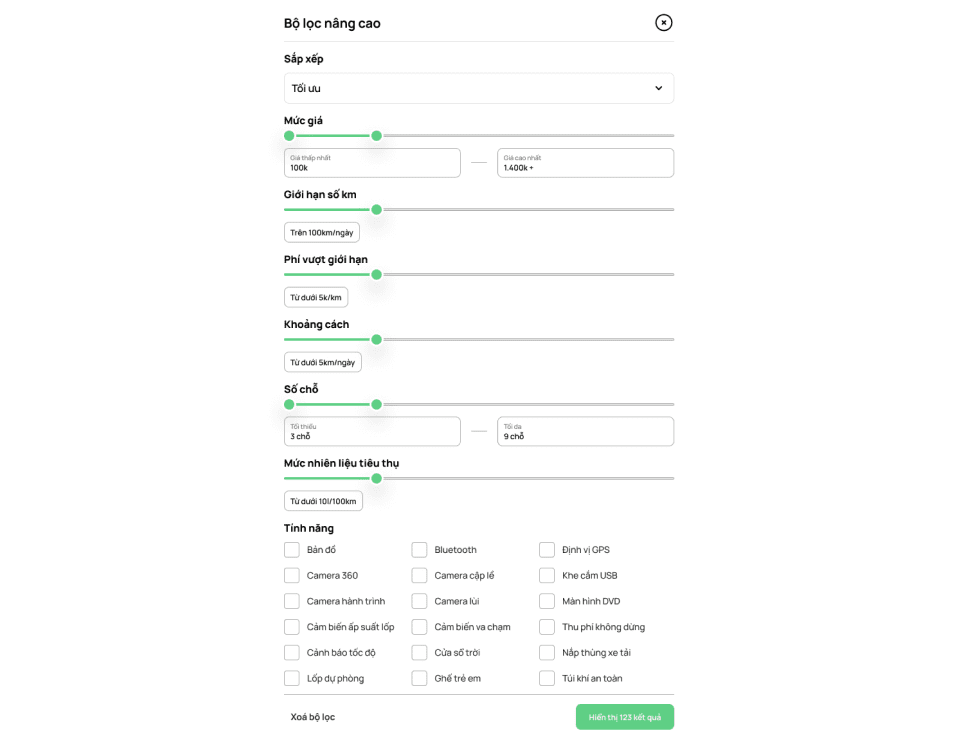 Bộ lọc nâng cao
Sắp xếp
Tối ưu
Mức giá
Giá thấp nhất
100k
Giá cao nhất
1.400k +
Giới hạn số km
Trên 100km/ngày
Phí vượt giới hạn
Từ dưới 5k/km
Khoảng cách
Từ dưới 5km/ngày
Số chỗ
Tối thiểu
3 chỗ
Tối đa
9 chỗ
Mức nhiên liệu tiêu thụ
Từ dưới 10l/100km
Tính năng
Bản đồ
Bluetooth
Định vị GPS
Camera 360
Camera cập lề
Khe cắm USB
Camera hành trình
Camera lùi
Màn hình DVD
Cảm biến áp suất lốp
Cảm biến va chạm
Thu phí không dừng
Cảnh báo tốc độ
Cửa sổ trời
Nắp thùng xe tải
Lốp dự phòng
Ghế trẻ em
Túi khí an toàn
Xoá bộ lọc
Hiển thị 123 kết quả